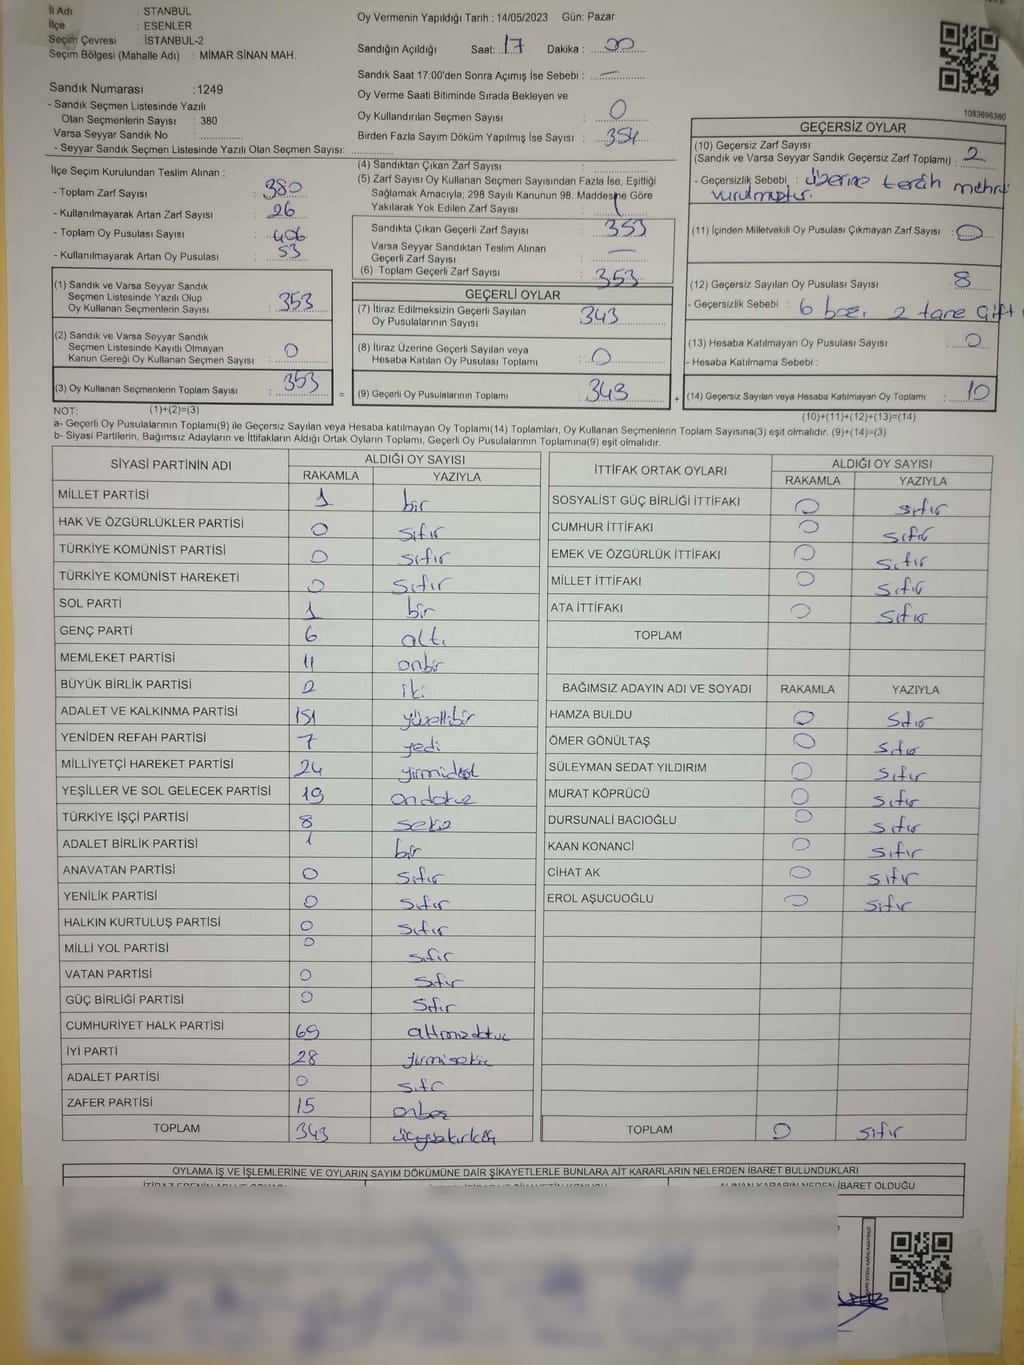 İl Adı : STANBUL
İlçe : ESENLER
Seçim Çevresi : İSTANBUL-2
Seçim Bölgesi (Mahalle Adı) : MİMAR SİNAN MAH.
Sandık Numarası : 1249
- Sandık Seçmen Listesinde Yazılı
Olan Seçmenlerin Sayısı : 380
Varsa Seyyar Sandık No :
- Seyyar Sandık Seçmen Listesinde Yazılı Olan Seçmen Sayısı:
Oy Vermenin Yapıldığı Tarih : 14/05/2023 Gün: Pazar
Sandığın Açıldığı Saat: 17 Dakika : 00
Sandık Saat 17:00'den Sonra Açımış İse Sebebi : —
Oy Verme Saati Bitiminde Sırada Bekleyen ve
Oy Kullandırılan Seçmen Sayısı : 0
Birden Fazla Sayım Döküm Yapılmış İse Sayısı : 354
1083696380
İlçe Seçim Kurulundan Teslim Alınan ;
- Toplam Zarf Sayısı : 380
- Kullanılmayarak Artan Zarf Sayısı : 26
- Toplam Oy Pusulası Sayısı : 406
- Kullanılmayarak Artan Oy Pusulası : 53
(1) Sandık ve Varsa Seyyar Sandık
Seçmen Listesinde Yazılı Olup
Oy Kullanan Seçmenlerin Sayısı : 353
(2) Sandık ve Varsa Seyyar Sandık
Seçmen Listesinde Kayıtlı Olmayan
Kanun Gereği Oy Kullanan Seçmen Sayısı : 0
(3) Oy Kullanan Seçmenlerin Toplam Sayısı : 353 =
(4) Sandıktan Çıkan Zarf Sayısı :
(5) Zarf Sayısı Oy Kullanan Seçmen Sayısından Fazla İse, Eşitliği
Sağlamak Amacıyla; 298 Sayılı Kanunun 98. Maddesine Göre
Yakılarak Yok Edilen Zarf Sayısı : 1
Sandıkta Çıkan Geçerli Zarf Sayısı : 353
Varsa Seyyar Sandıktan Teslim Alınan
Geçerli Zarf Sayısı : —
(6) Toplam Geçerli Zarf Sayısı : 353
GEÇERLİ OYLAR
(7) İtiraz Edilmeksizin Geçerli Sayılan
Oy Pusulalarının Sayısı : 343
(8) İtiraz Üzerine Geçerli Sayılan veya
Hesaba Katılan Oy Pusulası Toplamı : 0
(9) Geçerli Oy Pusulalarının Toplamı : 343 +
GEÇERSİZ OYLAR
(10) Geçersiz Zarf Sayısı
(Sandık ve Varsa Seyyar Sandık Geçersiz Zarf Toplamı) : 2
- Geçersizlik Sebebi : üzerine tercih mührü
vurulmuştur.
(11) İçinden Milletvekili Oy Pusulası Çıkmayan Zarf Sayısı : 0
(12) Geçersiz Sayılan Oy Pusulası Sayısı : 8
- Geçersizlik Sebebi : 6 boş, 2 tane çift
(13) Hesaba Katılmayan Oy Pusulası Sayısı : 0
- Hesaba Katılmama Sebebi :
(14) Geçersiz Sayılan veya Hesaba Katılmayan Oy Toplamı : 10
NOT: (1)+(2)=(3) (10)+(11)+(12)+(13)=(14)
a- Geçerli Oy Pusulalarının Toplamı(9) ile Geçersiz Sayılan veya Hesaba Katılmayan Oy Toplamı(14) Toplamları, Oy Kullanan Seçmenlerin Toplam Sayısına(3) eşit olmalıdır. (9)+(14)=(3)
b- Siyasi Partilerin, Bağımsız Adayların ve İttifakların Aldığı Ortak Oyların Toplamı, Geçerli Oy Pusulalarının Toplamına(9) eşit olmalıdır.
SİYASİ PARTİNİN ADI ALDIĞI OY SAYISI
RAKAMLA YAZIYLA
MİLLET PARTİSİ 1 bir
HAK VE ÖZGÜRLÜKLER PARTİSİ 0 sıfır
TÜRKİYE KOMÜNİST PARTİSİ 0 sıfır
TÜRKİYE KOMÜNİST HAREKETİ 0 sıfır
SOL PARTİ 1 bir
GENÇ PARTİ 6 altı
MEMLEKET PARTİSİ 11 onbir
BÜYÜK BİRLİK PARTİSİ 2 iki
ADALET VE KALKINMA PARTİSİ 151 yüzellibir
YENİDEN REFAH PARTİSİ 7 yedi
MİLLİYETÇİ HAREKET PARTİSİ 24 yirmidört
YEŞİLLER VE SOL GELECEK PARTİSİ 19 ondokuz
TÜRKİYE İŞÇİ PARTİSİ 8 sekiz
ADALET BİRLİK PARTİSİ 1 bir
ANAVATAN PARTİSİ 0 sıfır
YENİLİK PARTİSİ 0 sıfır
HALKIN KURTULUŞ PARTİSİ 0 sıfır
MİLLİ YOL PARTİSİ 0 sıfır
VATAN PARTİSİ 0 sıfır
GÜÇ BİRLİĞİ PARTİSİ 0 sıfır
CUMHURİYET HALK PARTİSİ 69 altmışdokuz
İYİ PARTİ 28 yirmisekiz
ADALET PARTİSİ 0 sıfır
ZAFER PARTİSİ 15 onbeş
TOPLAM 343 üçyüzkırküç
İTTİFAK ORTAK OYLARI ALDIĞI OY SAYISI
RAKAMLA YAZIYLA
SOSYALİST GÜÇ BİRLİĞİ İTTİFAKI 0 sıfır
CUMHUR İTTİFAKI 0 sıfır
EMEK VE ÖZGÜRLÜK İTTİFAKI 0 sıfır
MİLLET İTTİFAKI 0 sıfır
ATA İTTİFAKI 0 sıfır
TOPLAM
BAĞIMSIZ ADAYIN ADI VE SOYADI RAKAMLA YAZIYLA
HAMZA BULDU 0 sıfır
ÖMER GÖNÜLTAŞ 0 sıfır
SÜLEYMAN SEDAT YILDIRIM 0 sıfır
MURAT KÖPRÜCÜ 0 sıfır
DURSUNALİ BACIOĞLU 0 sıfır
KAAN KONANCİ 0 sıfır
CİHAT AK 0 sıfır
EROL AŞUCUOĞLU 0 sıfır
TOPLAM 0 sıfır
OYLAMA İŞ VE İŞLEMLERİNE VE OYLARIN SAYIM DÖKÜMÜNE DAİR ŞİKAYETLERLE BUNLARA AİT KARARLARIN NELERDEN İBARET BULUNDUKLARI
ALINAN KARARIN NEDEN İBARET OLDUĞU